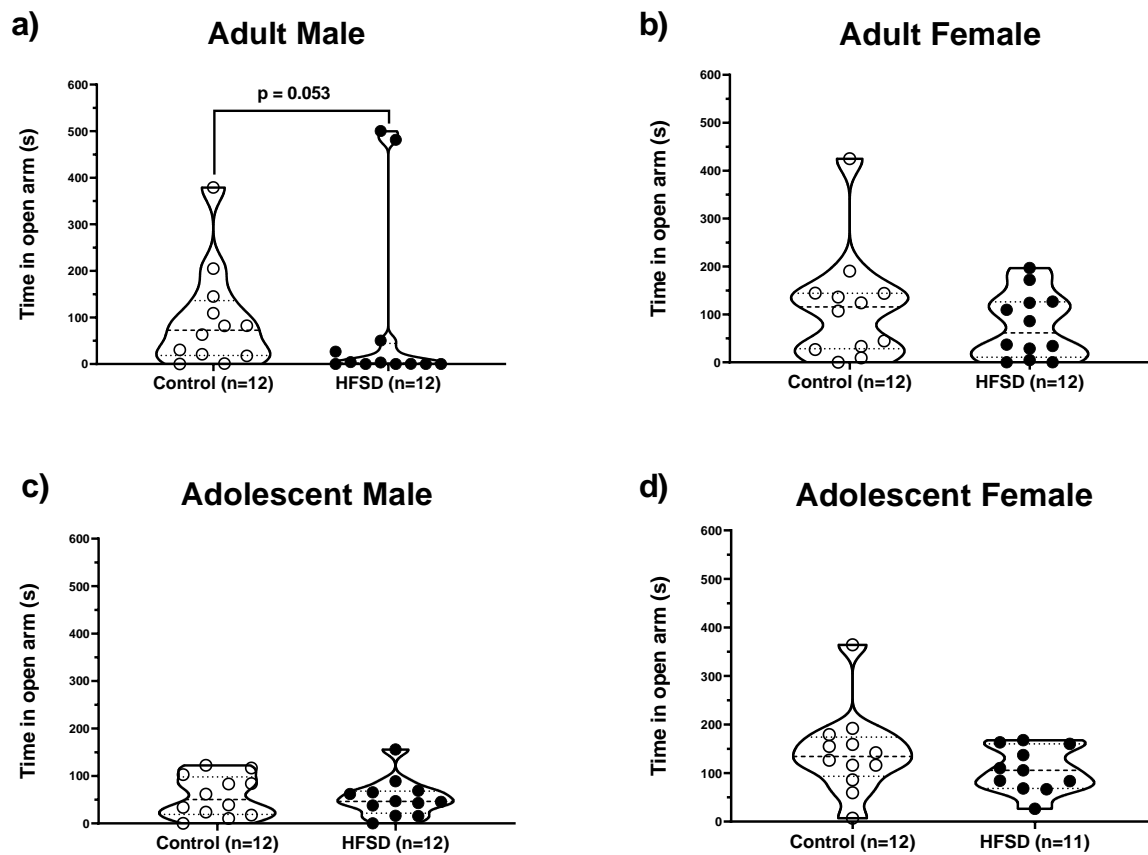 a)
Adult Male
Time in open arm (s)
600
500
400
300
200
100
0
p = 0.053
Control (n=12)
HFSD (n=12)
b)
Adult Female
Time in open arm (s)
600
500
400
300
200
100
0
Control (n=12)
HFSD (n=12)
c)
Adolescent Male
Time in open arm (s)
600
500
400
300
200
100
0
Control (n=12)
HFSD (n=12)
d)
Adolescent Female
Time in open arm (s)
600
500
400
300
200
100
0
Control (n=12)
HFSD (n=11)